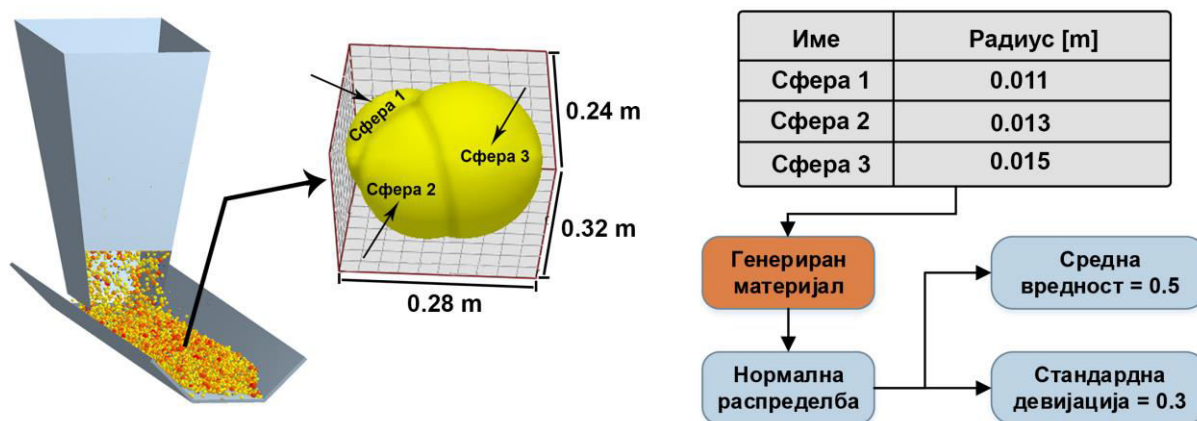 Сфера 1
Сфера 2
Сфера 3
0.24 m
0.32 m
0.28 m
Име Радиус [m]
Сфера 1 0.011
Сфера 2 0.013
Сфера 3 0.015
Генериран
материјал
Средна
вредност = 0.5
Нормална
распределба
Стандардна
девијација = 0.3